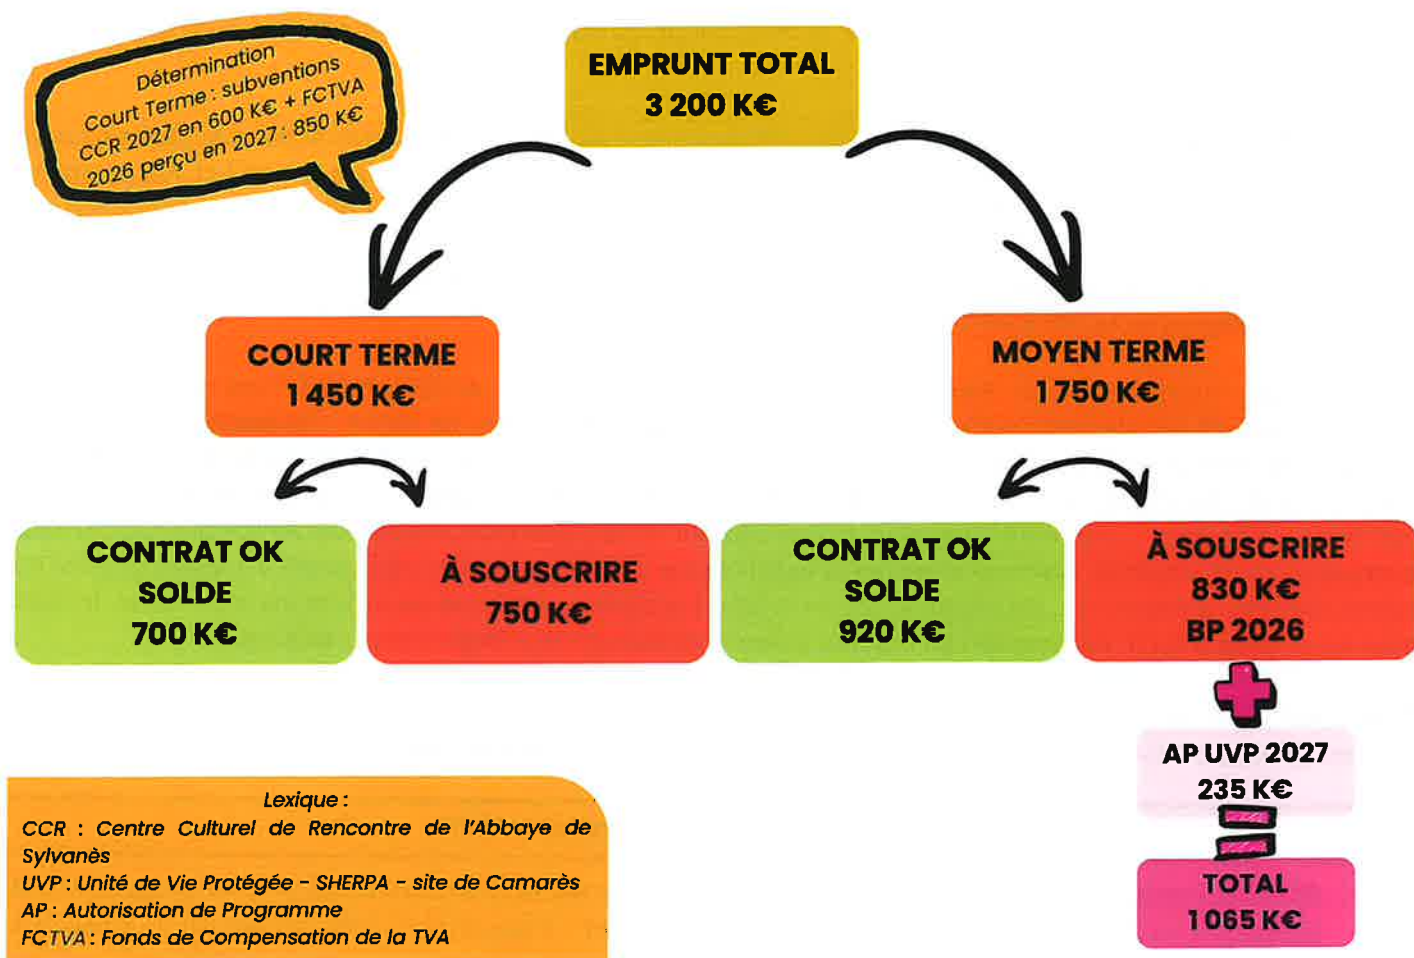 Détermination
Court Terme : subventions
CCR 2027 en 600 K€ + FCTVA
2026 perçu en 2027 : 850 K€
EMPRUNT TOTAL
3 200 K€
COURT TERME
1 450 K€
MOYEN TERME
1 750 K€
CONTRAT OK
SOLDE
700 K€
À SOUSCRIRE
750 K€
CONTRAT OK
SOLDE
920 K€
À SOUSCRIRE
830 K€
BP 2026
AP UVP 2027
235 K€
TOTAL
1 065 K€
Lexique :
CCR : Centre Culturel de Rencontre de l'Abbaye de
Sylvanès
UVP : Unité de Vie Protégée - SHERPA - site de Camarès
AP : Autorisation de Programme
FCTVA : Fonds de Compensation de la TVA